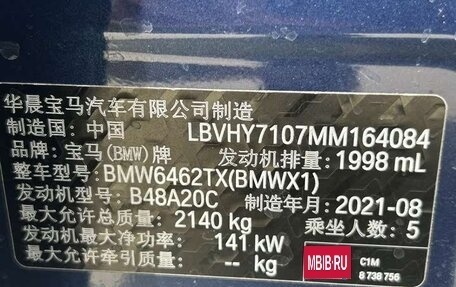 华晨宝马汽车有限公司制造
制造国: 中国 LBVHY7107MM164084
品牌: 宝马(BMW)牌 发动机排量: 1998 mL
整车型号: BMW6462TX(BMWX1)
发动机型号: B48A20C 制造年月: 2021-08
最大允许总质量: 2140 kg 乘坐人数: 5
发动机最大净功率: 141 kW
最大允许牵引质量: -- kg
MBIB.RU
C1M
8 738 756